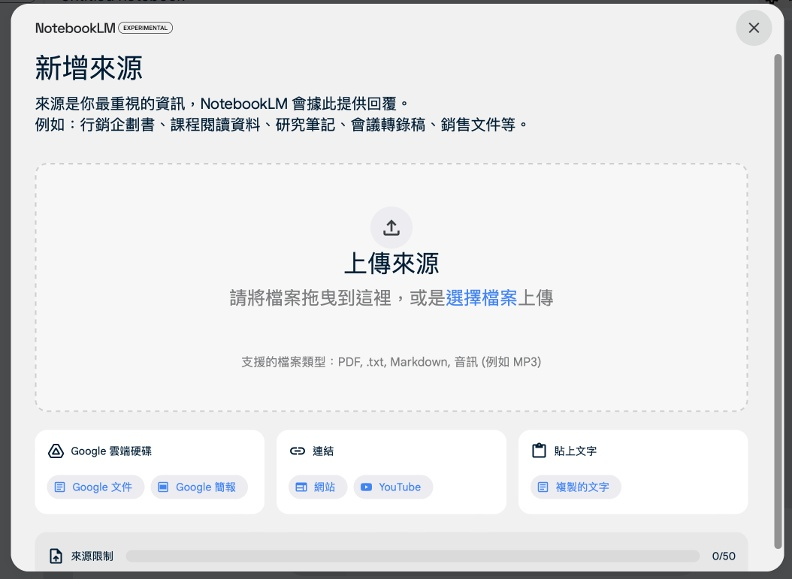 NotebookLM EXPERIMENTAL
新增來源
來源是你最重視的資訊，NotebookLM 會據此提供回覆。
例如：行銷企劃書、課程閱讀資料、研究筆記、會議轉錄稿、銷售文件等。
上傳來源
請將檔案拖曳到這裡，或是選擇檔案上傳
支援的檔案類型：PDF, .txt, Markdown, 音訊 (例如 MP3)
Google 雲端硬碟
Google 文件 Google 簡報
連結
網站 YouTube
貼上文字
複製的文字
來源限制 0/50